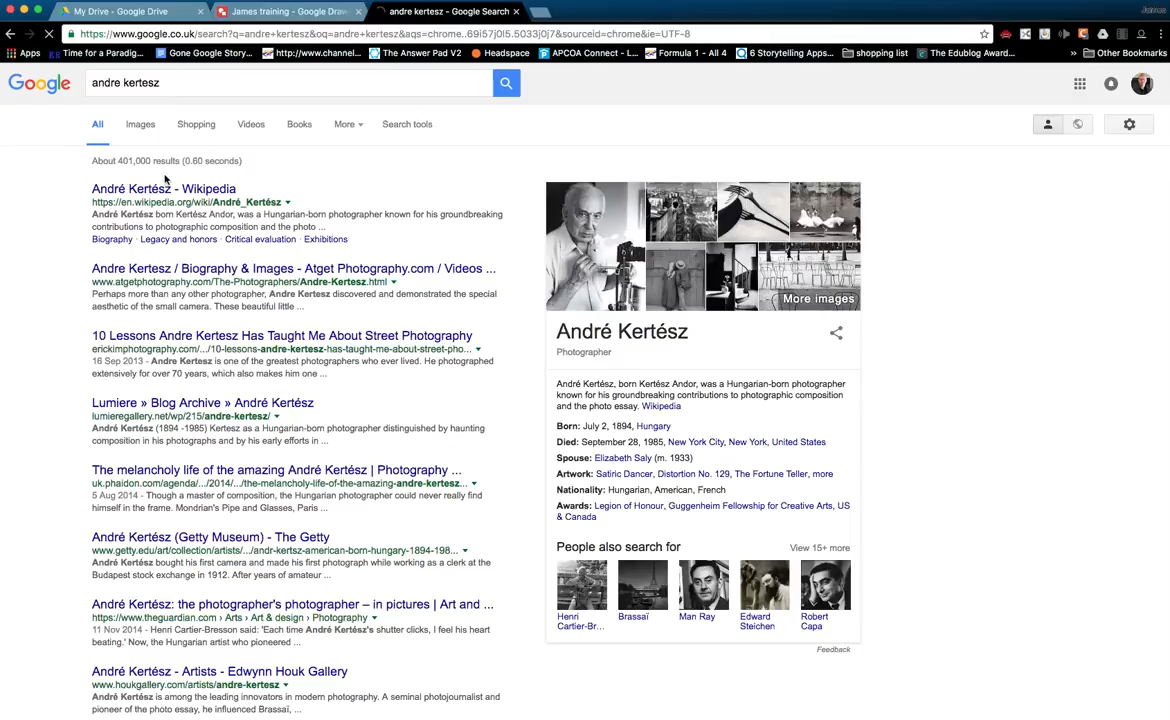 My Drive - Google Drive
James training - Google Draw
andre kertesz - Google Search
James
https://www.google.co.uk/search?q=andre+kertesz&oq=andre+kertesz&aqs=chrome..69i57j0l5.5033j0j7&sourceid=chrome&ie=UTF-8
Apps Time for a Paradig... Gone Google Story... http://www.channel... The Answer Pad V2 Headspace APCOA Connect - L... Formula 1 - All 4 6 Storytelling Apps... shopping list The Edublog Award... » Other Bookmarks
Google andre kertesz
All Images Shopping Videos Books More Search tools
About 401,000 results (0.60 seconds)
André Kertész - Wikipedia
https://en.wikipedia.org/wiki/André_Kertész
André Kertész born Kertész Andor, was a Hungarian-born photographer known for his groundbreaking
contributions to photographic composition and the photo ...
Biography · Legacy and honors · Critical evaluation · Exhibitions
Andre Kertesz / Biography & Images - Atget Photography.com / Videos ...
www.atgetphotography.com/The-Photographers/Andre-Kertesz.html
Perhaps more than any other photographer, Andre Kertesz discovered and demonstrated the special
aesthetic of the small camera. These beautiful little ...
10 Lessons Andre Kertesz Has Taught Me About Street Photography
erickimphotography.com/.../10-lessons-andre-kertesz-has-taught-me-about-street-pho...
16 Sep 2013 - Andre Kertesz is one of the greatest photographers who ever lived. He photographed
extensively for over 70 years, which also makes him one ...
Lumiere » Blog Archive » André Kertész
lumieregallery.net/wp/215/andre-kertesz/
André Kertész (1894 -1985) Kertesz as a Hungarian-born photographer distinguished by haunting
composition in his photographs and by his early efforts in ...
The melancholy life of the amazing André Kertész | Photography ...
uk.phaidon.com/agenda/.../2014/.../the-melancholy-life-of-the-amazing-andre-kertesz...
5 Aug 2014 - Though a master of composition, the Hungarian photographer could never really find
himself in the frame. Mondrian's Pipe and Glasses, Paris ...
André Kertész (Getty Museum) - The Getty
www.getty.edu/art/collection/artists/.../andr-kertsz-american-born-hungary-1894-198...
André Kertész bought his first camera and made his first photograph while working as a clerk at the
Budapest stock exchange in 1912. After years of amateur ...
André Kertész: the photographer's photographer – in pictures | Art and ...
https://www.theguardian.com › Arts › Art & design › Photography
11 Nov 2014 - Henri Cartier-Bresson said: 'Each time André Kertész's shutter clicks, I feel his heart
beating.' Now, the Hungarian artist who pioneered ...
André Kertész - Artists - Edwynn Houk Gallery
www.houkgallery.com/artists/andre-kertesz
André Kertész is among the leading innovators in modern photography. A seminal photojournalist and
pioneer of the photo essay, he influenced Brassaï, ...
More images
André Kertész
Photographer
André Kertész, born Kertész Andor, was a Hungarian-born photographer
known for his groundbreaking contributions to photographic composition
and the photo essay. Wikipedia
Born: July 2, 1894, Hungary
Died: September 28, 1985, New York City, New York, United States
Spouse: Elizabeth Saly (m. 1933)
Artwork: Satiric Dancer, Distortion No. 129, The Fortune Teller, more
Nationality: Hungarian, American, French
Awards: Legion of Honour, Guggenheim Fellowship for Creative Arts, US
& Canada
People also search for View 15+ more
Henri
Cartier-Br...
Brassaï
Man Ray
Edward
Steichen
Robert
Capa
Feedback